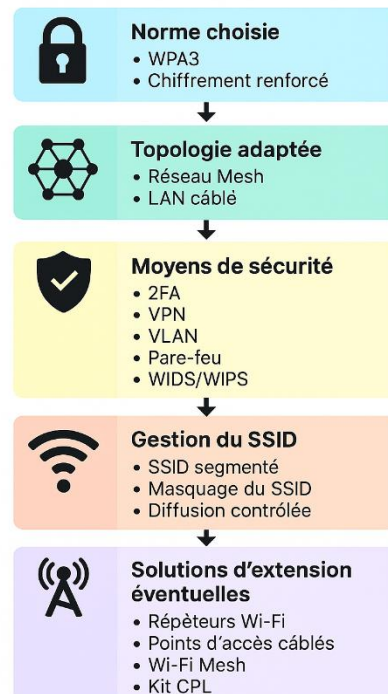 Norme choisie
• WPA3
• Chiffrement renforcé
Topologie adaptée
• Réseau Mesh
• LAN câblé
Moyens de sécurité
• 2FA
• VPN
• VLAN
• Pare-feu
• WIDS/WIPS
Gestion du SSID
• SSID segmenté
• Masquage du SSID
• Diffusion contrôlée
Solutions d'extension
éventuelles
• Répèteurs Wi-Fi
• Points d'accès câblés
• Wi-Fi Mesh
• Kit CPL